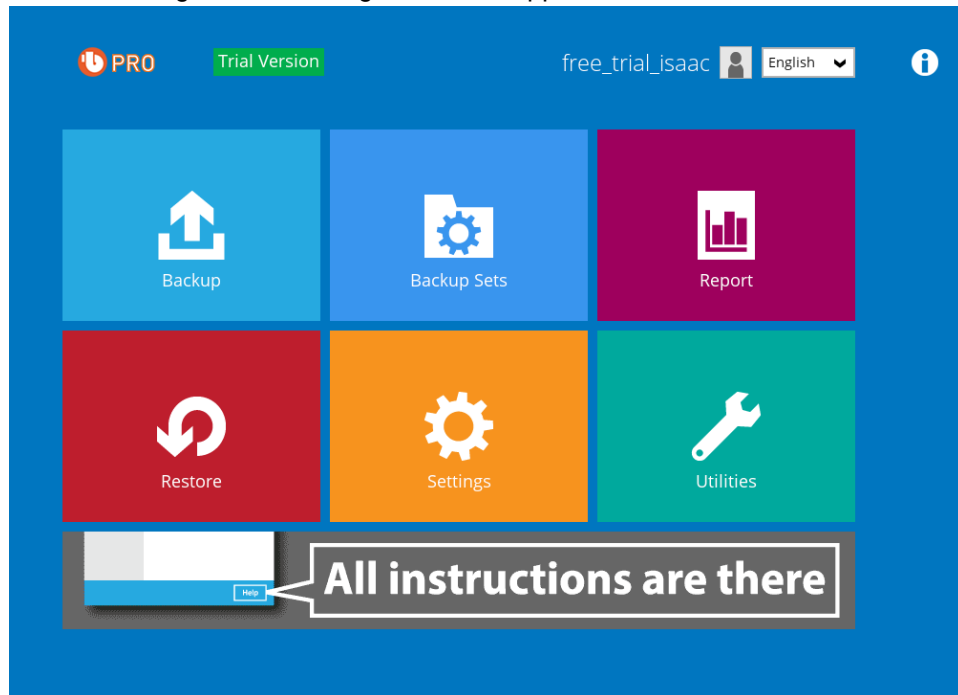 PRO
Trial Version
free_trial_isaac
English
Backup
Backup Sets
Report
Restore
Settings
Utilities
Help
All instructions are there